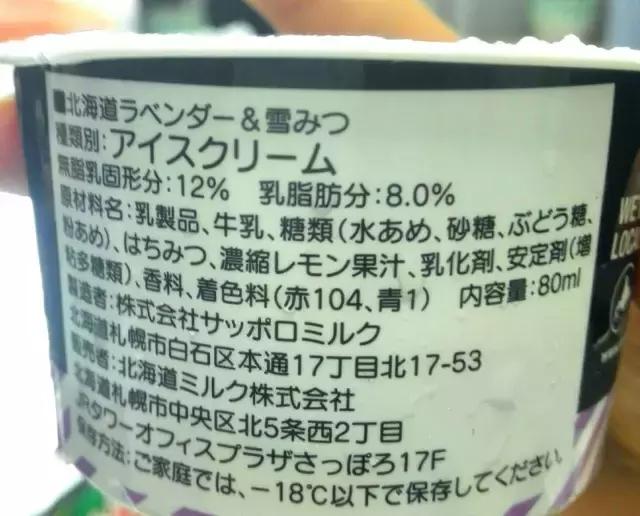 ■北海道ラベンダー&雪みつ
種類別:アイスクリーム
無脂乳固形分:12% 乳脂肪分:8.0%
原材料名:乳製品、牛乳、糖類(水あめ、砂糖、ぶどう糖、
粉あめ)、はちみつ、濃縮レモン果汁、乳化剤、安定剤(増
粘多糖類)、香料、着色料(赤104、青1) 内容量:80ml
製造者:株式会社サッポロミルク
北海道札幌市白石区本通17丁目北17-53
販売者:北海道ミルク株式会社
北海道札幌市中央区北5条西2丁目
JRタワーオフィスプラザさっぽろ17F
保存方法:ご家庭では、-18℃以下で保存してください。